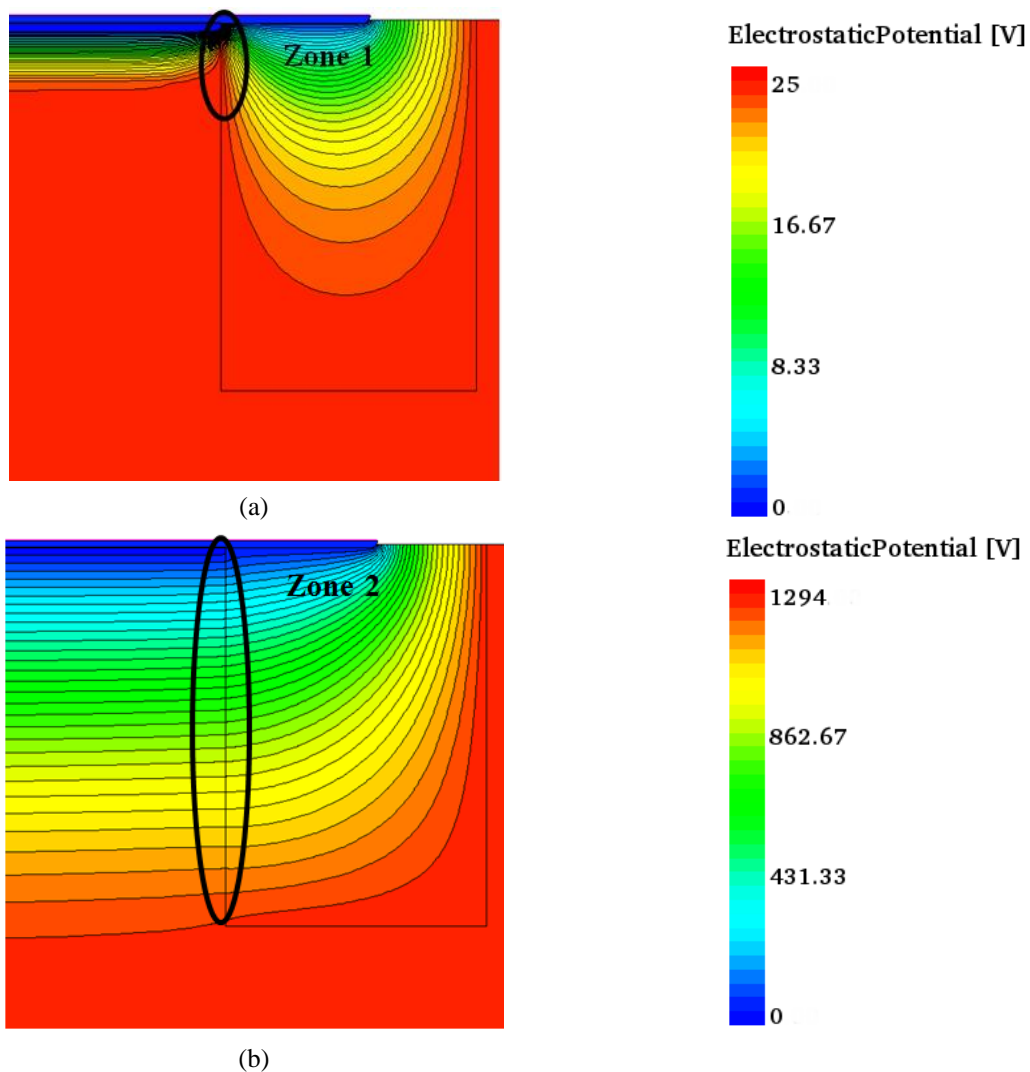 Zone 1
ElectrostaticPotential [V]
25
16.67
8.33
0
(a)
Zone 2
ElectrostaticPotential [V]
1294
862.67
431.33
0
(b)